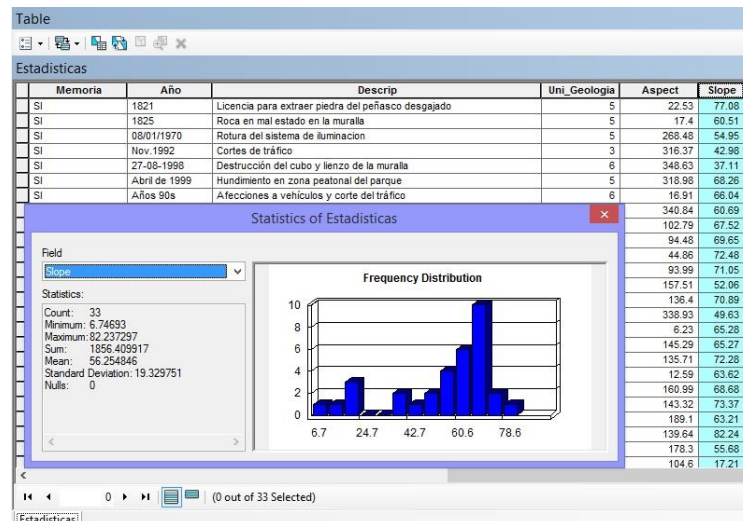 Table
Estadisticas
Memoria Año Descrip Uni_Geologia Aspect Slope
SI 1821 Licencia para extraer piedra del peñasco desgajado 5 22.53 77.08
SI 1825 Roca en mal estado en la muralla 5 17.4 60.51
SI 08/01/1970 Rotura del sistema de iluminacion 5 268.48 54.95
SI Nov.1992 Cortes de tráfico 3 316.37 42.98
SI 27-08-1998 Destrucción del cubo y lienzo de la muralla 6 348.63 37.11
SI Abril de 1999 Hundimiento en zona peatonal del parque 5 318.98 68.26
SI Años 90s Afecciones a vehículos y corte del tráfico 6 16.91 66.04
340.84 60.69
102.79 67.52
94.48 69.65
44.86 72.48
93.99 71.05
157.51 52.06
136.4 70.89
338.93 49.63
6.23 65.28
145.29 65.27
135.71 72.28
12.59 63.62
160.99 68.68
143.32 73.37
189.1 63.21
139.64 82.24
178.3 55.68
104.6 17.21
Statistics of Estadisticas
Field
Slope
Statistics:
Count: 33
Minimum: 6.74693
Maximum: 82.237297
Sum: 1856.409917
Mean: 56.254846
Standard Deviation: 19.329751
Nulls: 0
Frequency Distribution
10
8
6
4
2
0
6.7 24.7 42.7 60.6 78.6
0 (0 out of 33 Selected)
Estadisticas